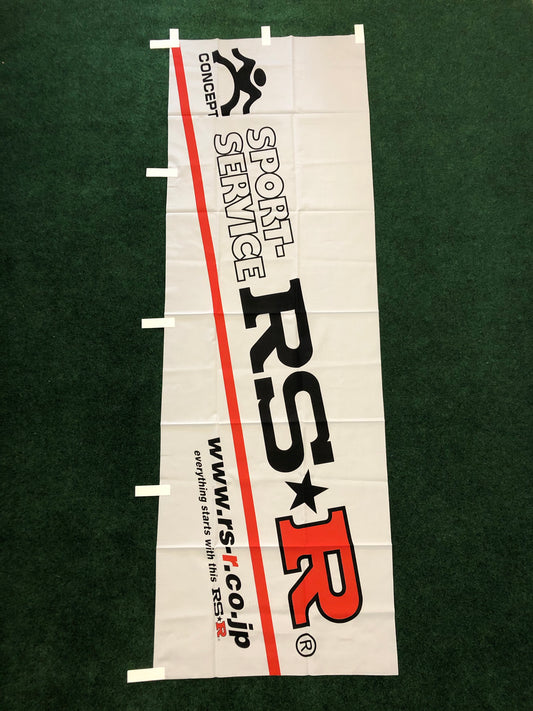 CONCEPT
SPORT-
SERVICE
RS★R®
www.rs-r.co.jp
everything starts with this RS★R